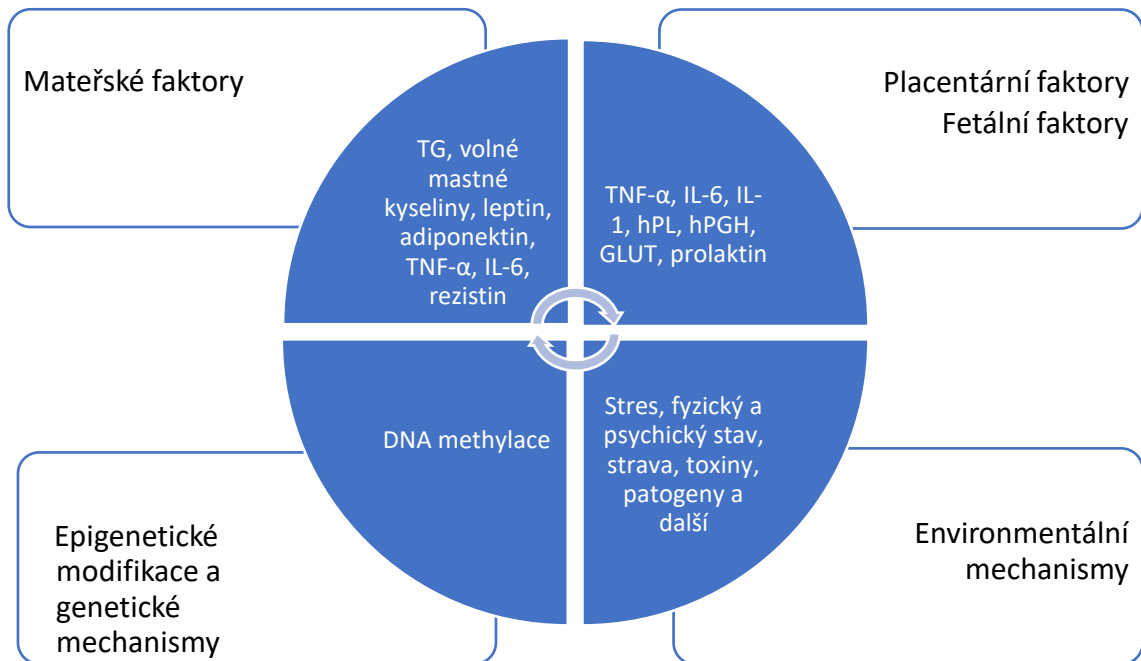 Mateřské faktory
TG, volné
mastné
kyseliny, leptin,
adiponektin,
TNF-α, IL-6,
rezistin
Placentární faktory
Fetální faktory
TNF-α, IL-6, IL-
1, hPL, hPGH,
GLUT, prolaktin
DNA methylace
Epigenetické
modifikace a
genetické
mechanismy
Stres, fyzický a
psychický stav,
strava, toxiny,
patogeny a
další
Environmentální
mechanismy